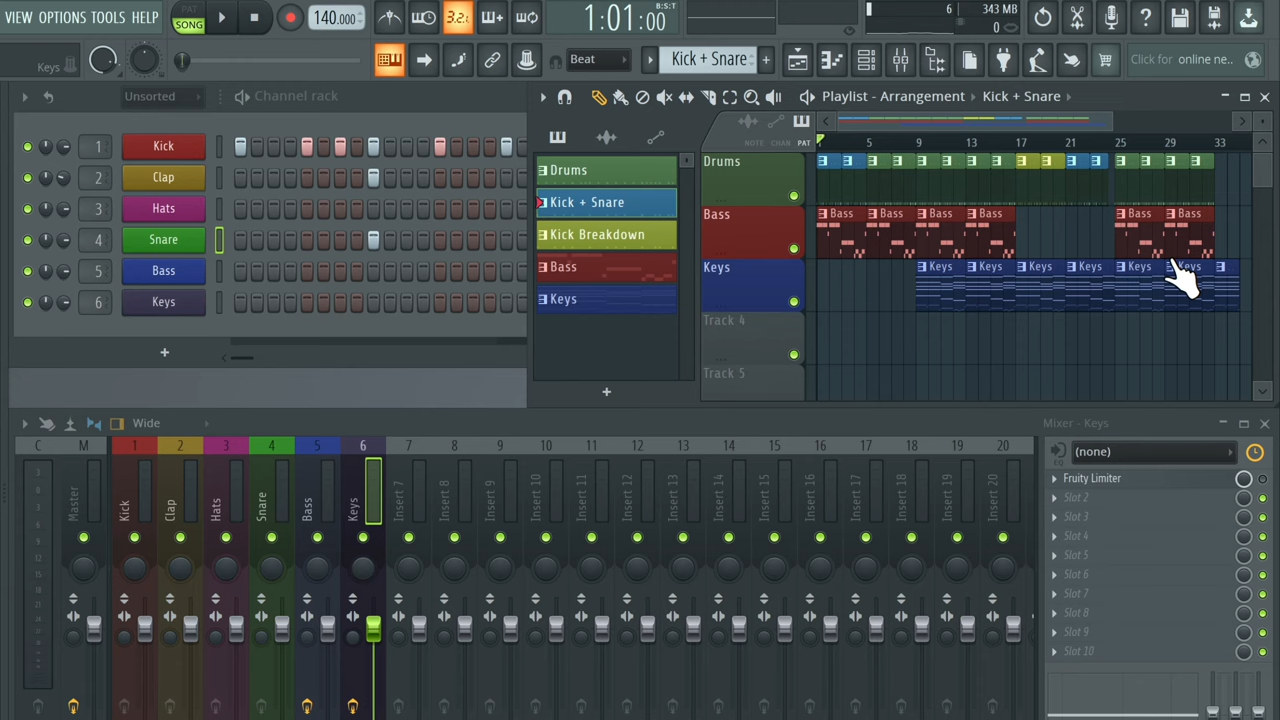 VIEW OPTIONS TOOLS HELP
PAT
SONG
140.000
3.2.
1:01:00
B:S:T
6
343 MB
0
Keys
Beat
Kick + Snare
Click for online ne..
Unsorted
Channel rack
1 Kick
2 Clap
3 Hats
4 Snare
5 Bass
6 Keys
Playlist - Arrangement
Kick + Snare
NOTE CHAN PAT
1 5 9 13 17 21 25 29 33
Drums
Kick + Snare
Kick Breakdown
Bass
Keys
Drums
Bass
Bass Bass Bass Bass Bass Bass
Keys
Keys Keys Keys Keys Keys Keys
Track 4
Track 5
Wide
Mixer - Keys
C M 1 2 3 4 5 6 7 8 9 10 11 12 13 14 15 16 17 18 19 20
Master
Kick
Clap
Hats
Snare
Bass
Keys
Insert 7
Insert 8
Insert 9
Insert 10
Insert 11
Insert 12
Insert 13
Insert 14
Insert 15
Insert 16
Insert 17
Insert 18
Insert 19
Insert 20
EQ
(none)
Fruity Limiter
Slot 2
Slot 3
Slot 4
Slot 5
Slot 6
Slot 7
Slot 8
Slot 9
Slot 10